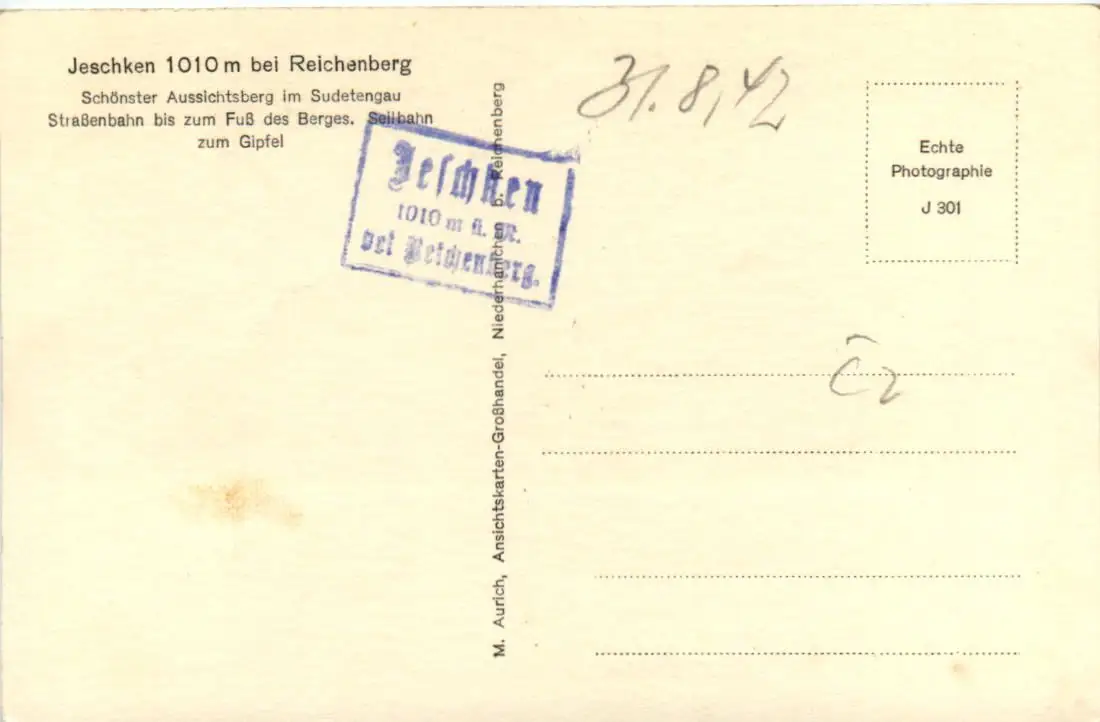 Jeschken 1010 m bei Reichenberg
Schönster Aussichtsberg im Sudetengau
Straßenbahn bis zum Fuß des Berges. Seilbahn
zum Gipfel
Jeschken
1010 m ü. M.
bei Reichenberg.
M. Aurich, Ansichtskarten-Großhandel, Niederhanichen b. Reichenberg
31.8.42
Echte
Photographie
J 301